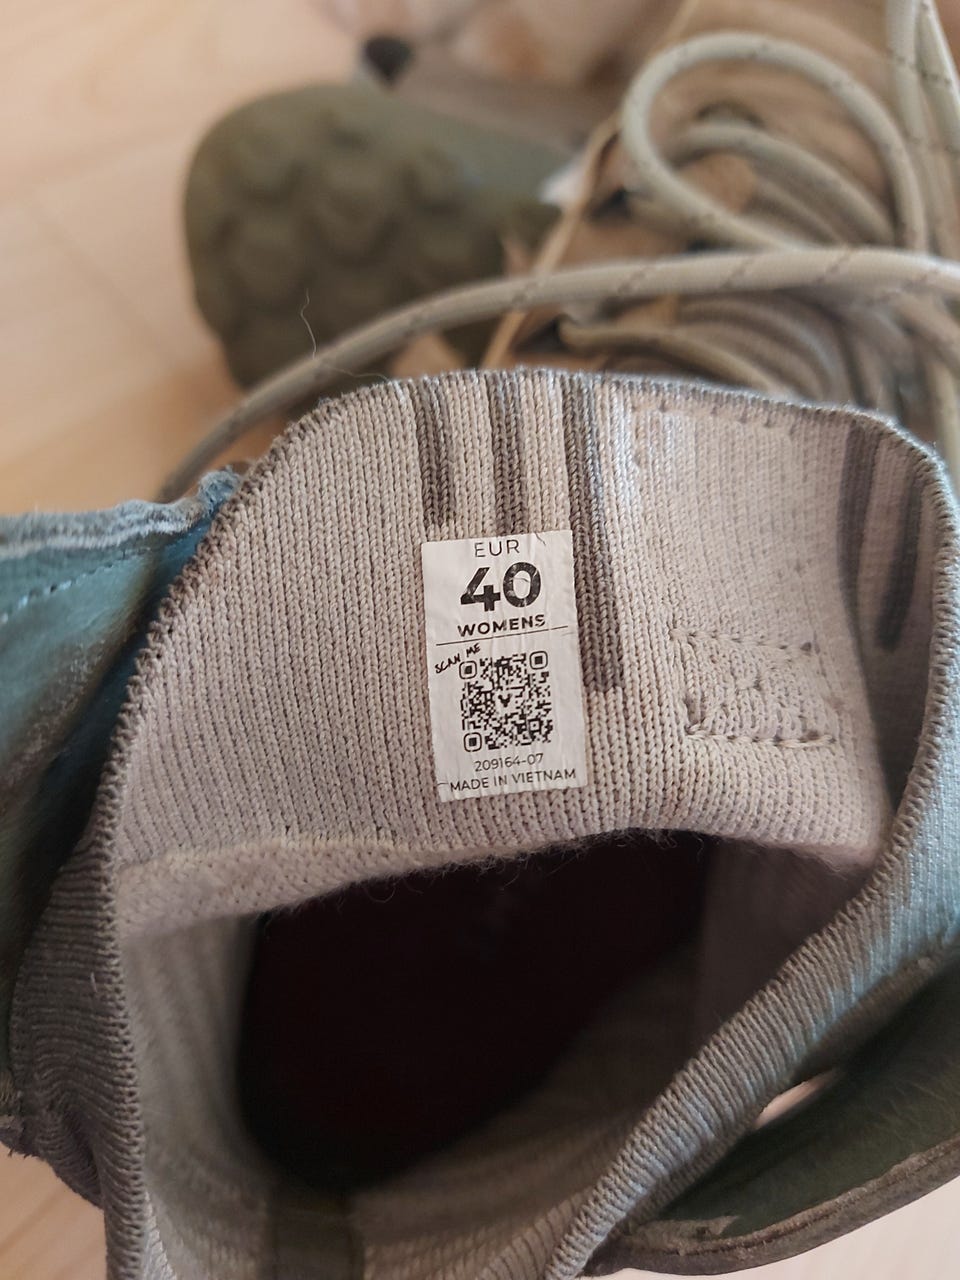 EUR
40
WOMENS
SCAN ME
209164-07
MADE IN VIETNAM